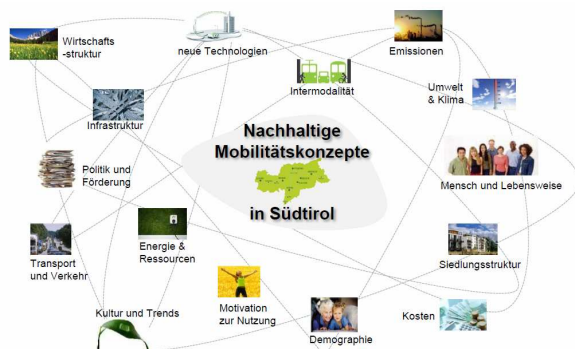 Wirtschafts
-struktur
neue Technologien
Emissionen
Intermodalität
Umwelt
& Klima
Infrastruktur
Nachhaltige
Mobilitätskonzepte
in Südtirol
Politik und
Förderung
Mensch und Lebensweise
Energie &
Ressourcen
Transport
und Verkehr
Siedlungsstruktur
Motivation
zur Nutzung
Kultur und Trends
Kosten
Demographie